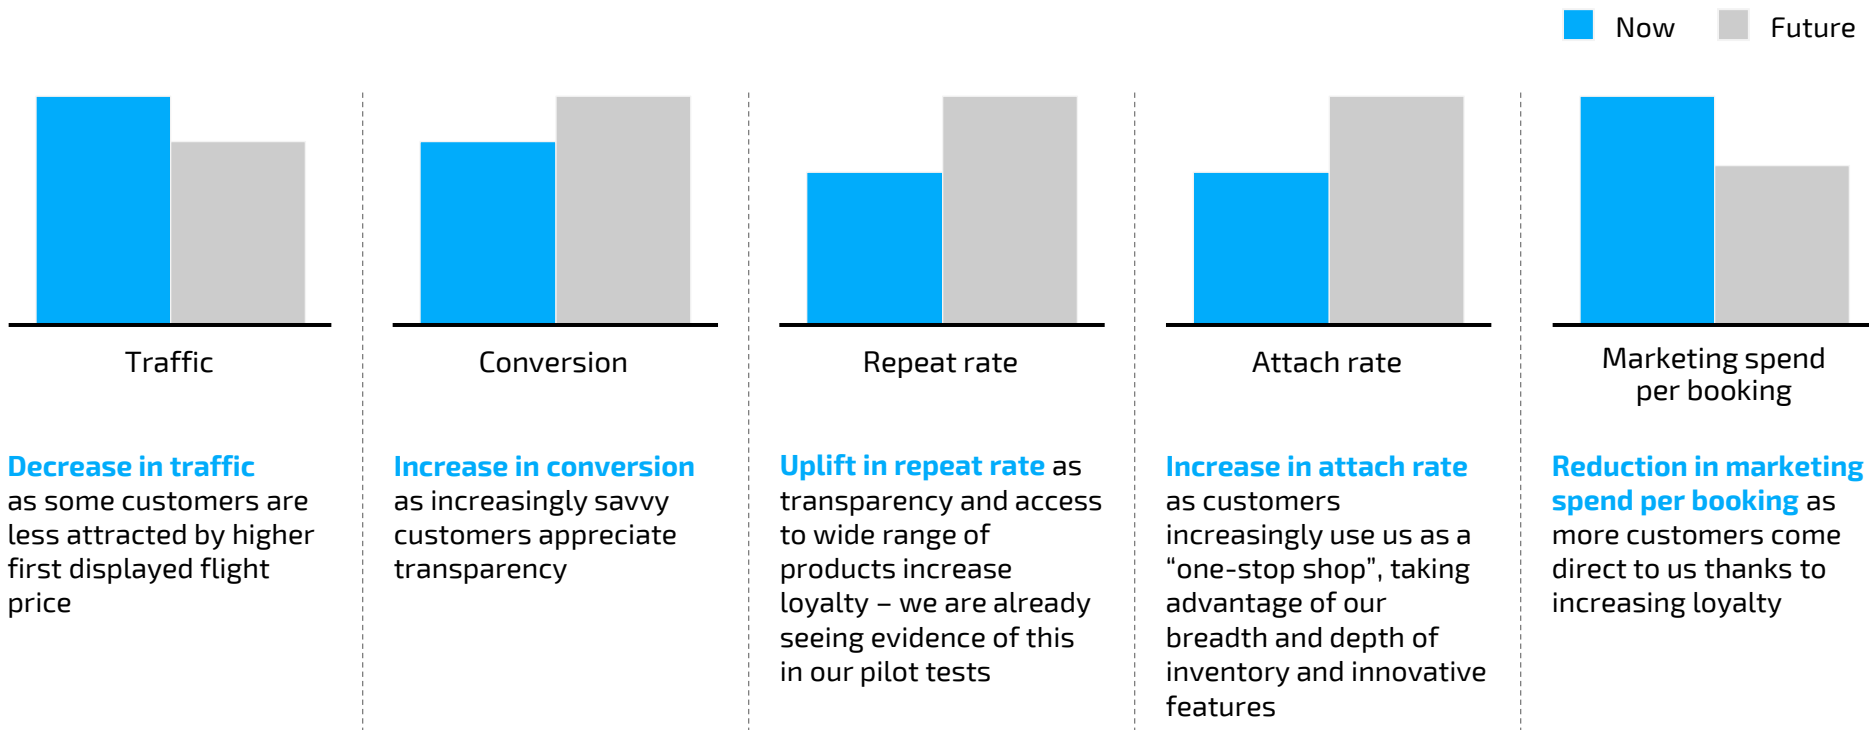 Now
Future
Traffic
Conversion
Repeat rate
Attach rate
Marketing spend
per booking
Decrease in traffic
as some customers are
less attracted by higher
first displayed flight
price
Increase in conversion
as increasingly savvy
customers appreciate
transparency
Uplift in repeat rate as
transparency and access
to wide range of
products increase
loyalty – we are already
seeing evidence of this
in our pilot tests
Increase in attach rate
as customers
increasingly use us as a
“one-stop shop”, taking
advantage of our
breadth and depth of
inventory and innovative
features
Reduction in marketing
spend per booking as
more customers come
direct to us thanks to
increasing loyalty